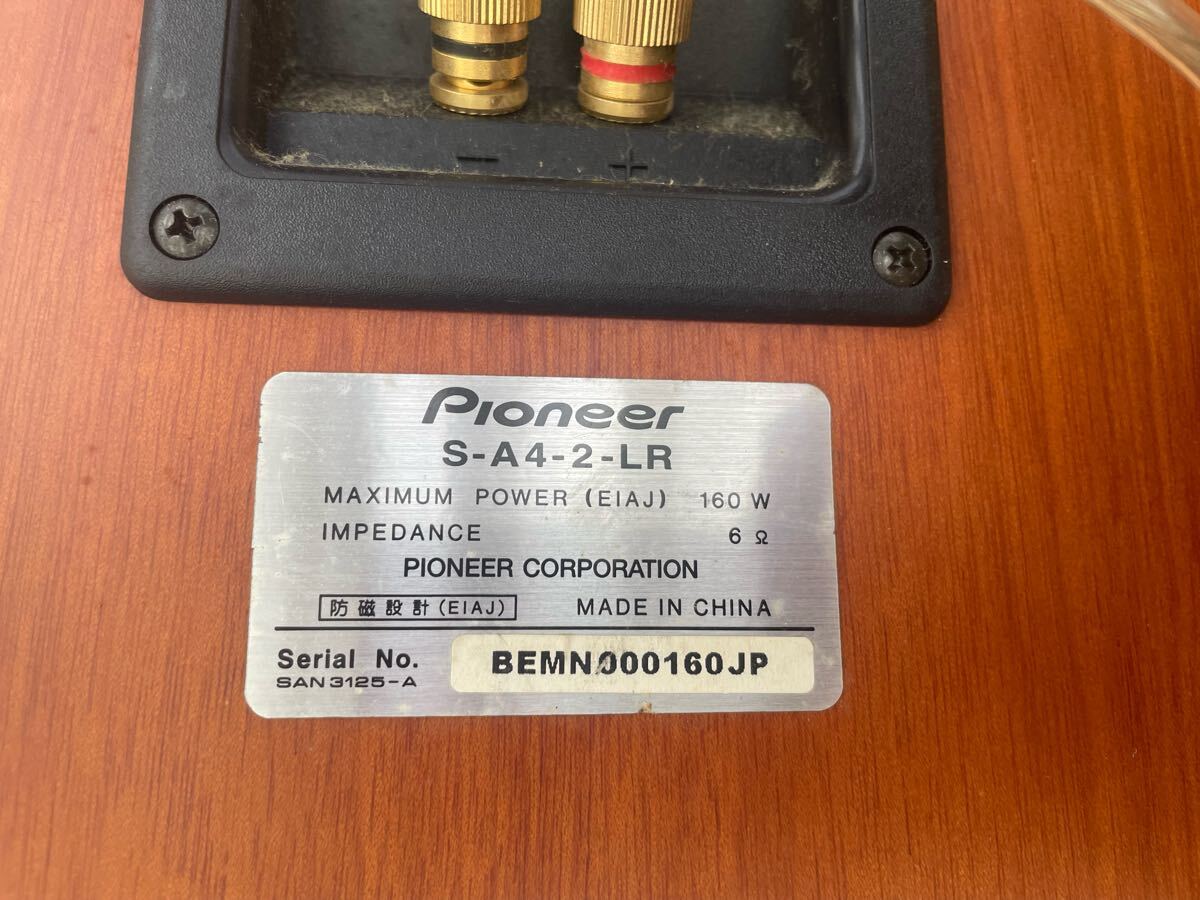 − +
Pioneer
S-A4-2-LR
MAXIMUM POWER (EIAJ) 160 W
IMPEDANCE 6 Ω
PIONEER CORPORATION
防磁設計(EIAJ) MADE IN CHINA
Serial No. BEMN000160JP
SAN3125-A